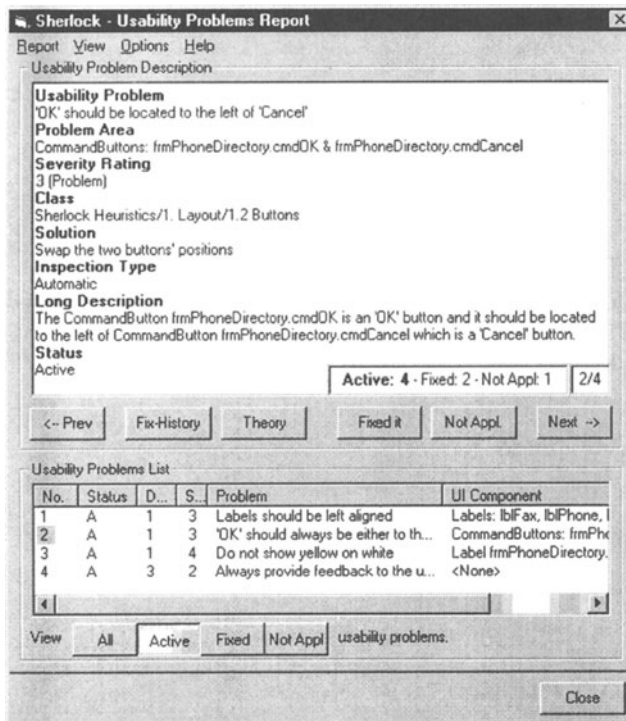 Sherlock - Usability Problems Report
Report View Options Help
Usability Problem Description
Usability Problem
'OK' should be located to the left of 'Cancel'
Problem Area
CommandButtons: frmPhoneDirectory.cmdOK & frmPhoneDirectory.cmdCancel
Severity Rating
3 (Problem)
Class
Sherlock Heuristics/1. Layout/1.2 Buttons
Solution
Swap the two buttons' positions
Inspection Type
Automatic
Long Description
The CommandButton frmPhoneDirectory.cmdOK is an 'OK' button and it should be located
to the left of CommandButton frmPhoneDirectory.cmdCancel which is a 'Cancel' button.
Status
Active
Active: 4 - Fixed: 2 - Not Appl: 1 2/4
<-- Prev Fix-History Theory Fixed it Not Appl. Next -->
Usability Problems List
No. Status D... S... Problem UI Component
1 A 1 3 Labels should be left aligned Labels: lblFax, lblPhone, l
2 A 1 3 'OK' should always be either to th... CommandButtons: frmPho
3 A 1 4 Do not show yellow on white Label frmPhoneDirectory.
4 A 3 2 Always provide feedback to the u... <None>
View All Active Fixed Not Appl usability problems.
Close